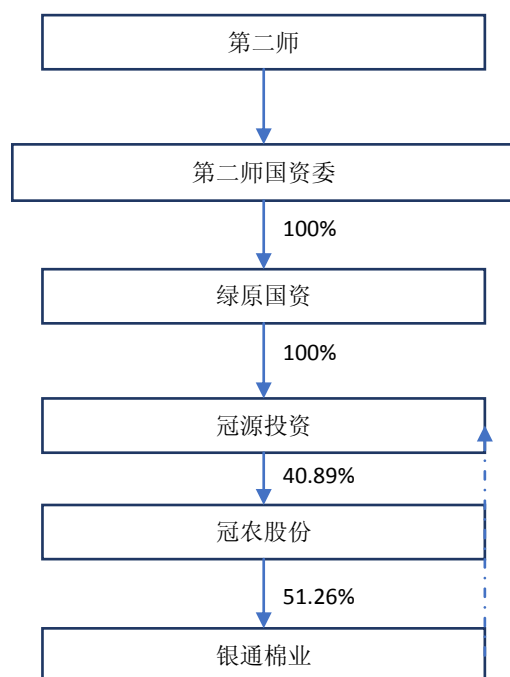 第二师
第二师国资委
100%
绿原国资
100%
冠源投资
40.89%
冠农股份
51.26%
银通棉业